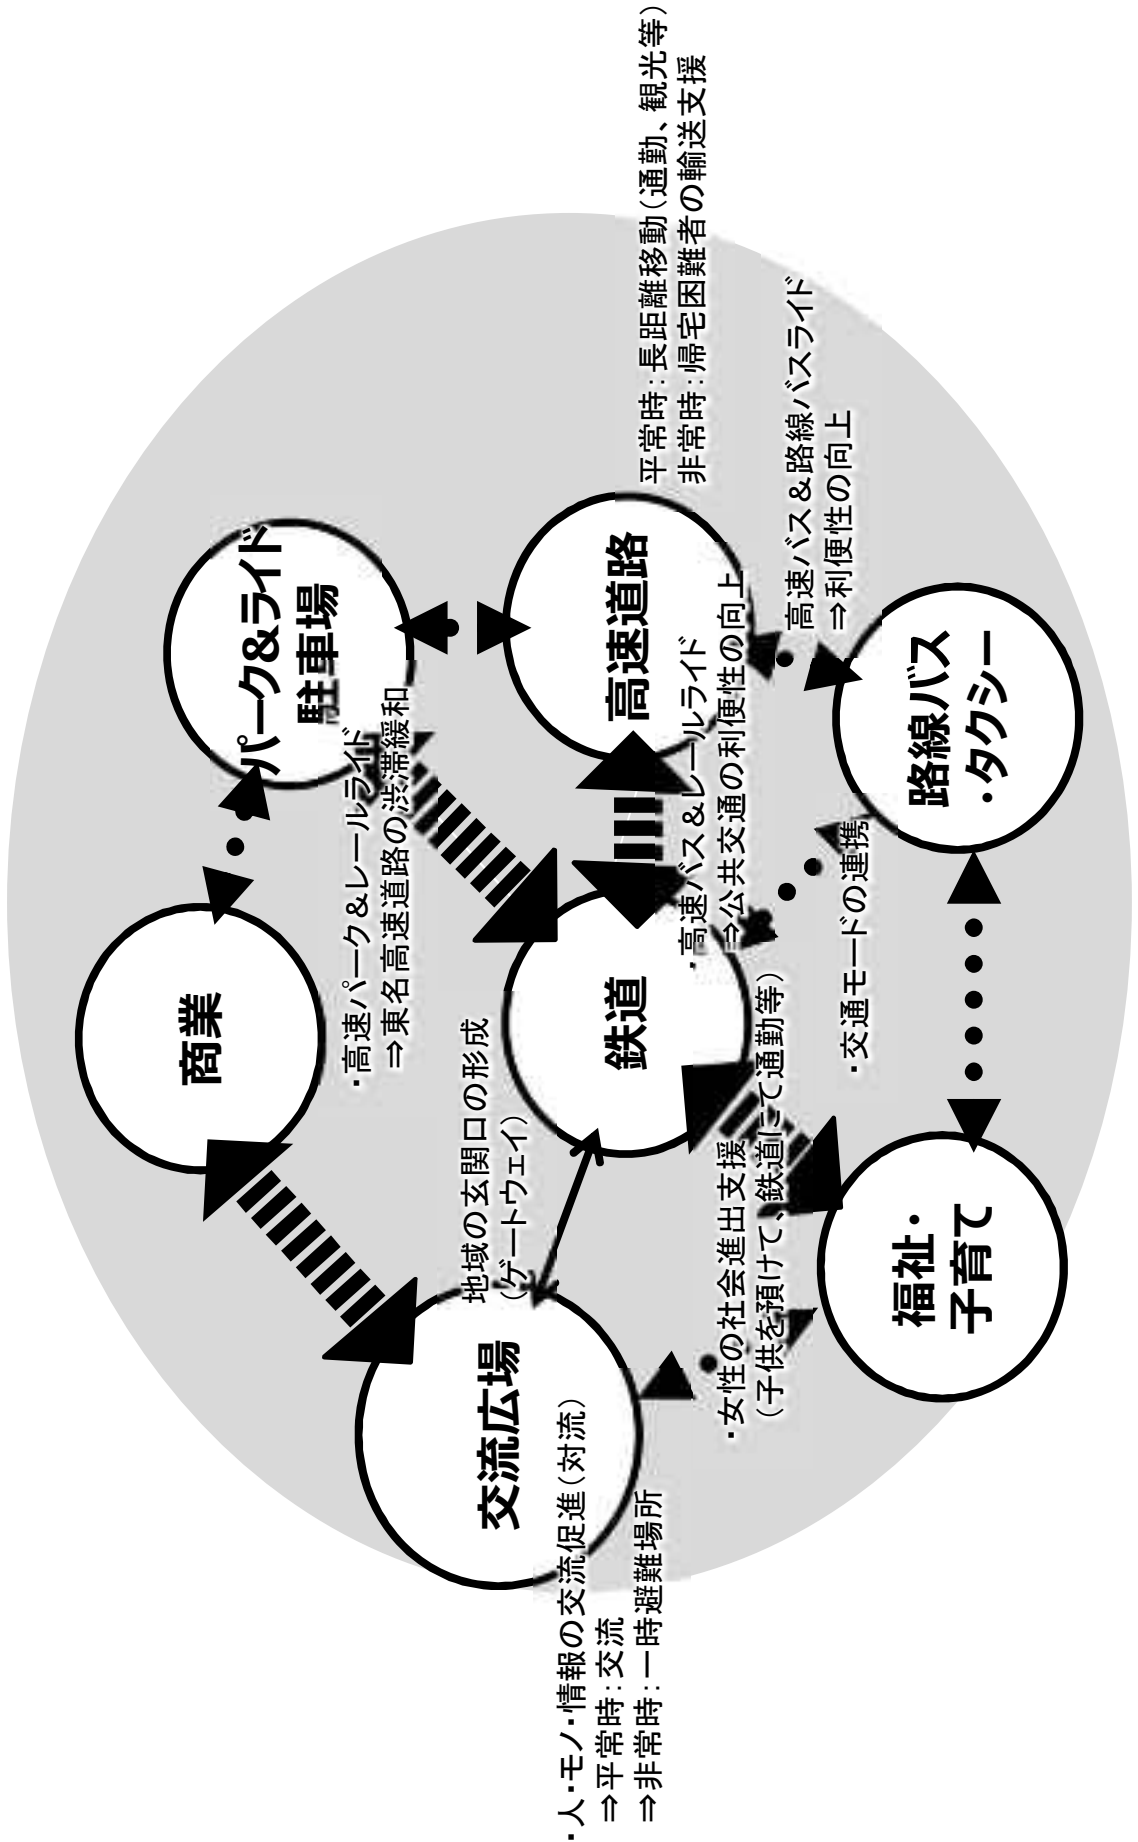 商業
パーク&ライド
駐車場
・高速パーク&レールライド
⇒東名高速道路の渋滞緩和
地域の玄関口の形成
(ゲートウェイ)
交流広場
・人・モノ・情報の交流促進(対流)
⇒平常時:交流
⇒非常時:一時避難場所
鉄道
高速道路
平常時:長距離移動(通勤、観光等)
非常時:帰宅困難者の輸送支援
・高速バス&レールライド
⇒公共交通の利便性の向上
高速バス&路線バスライド
⇒利便性の向上
・女性の社会進出支援
(子供を預けて、鉄道にて通勤等)
・交通モードの連携
福祉・
子育て
路線バス
・タクシー